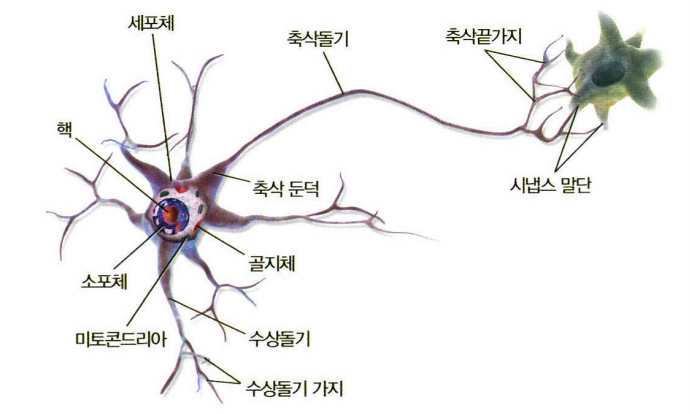 세포체
축삭돌기
축삭끝가지
핵
축삭 둔덕
시냅스 말단
골지체
소포체
미토콘드리아
수상돌기
수상돌기 가지